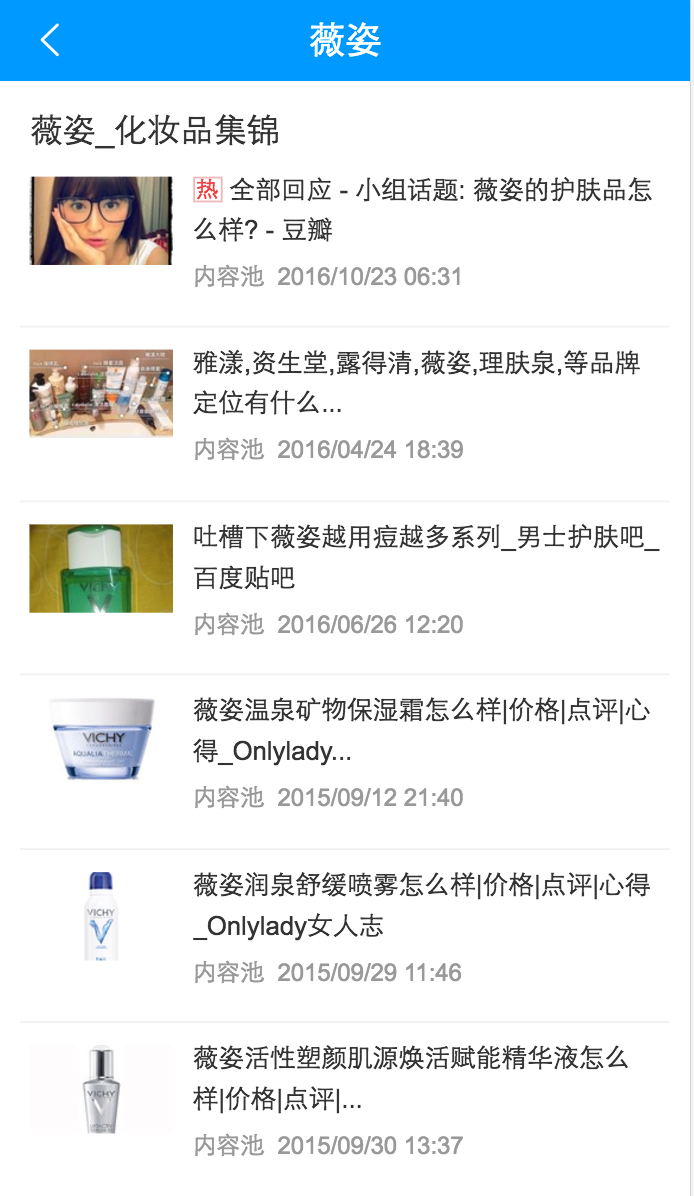 薇姿
薇姿_化妆品集锦
热 全部回应 - 小组话题: 薇姿的护肤品怎
么样? - 豆瓣
内容池 2016/10/23 06:31
雅漾,资生堂,露得清,薇姿,理肤泉,等品牌
定位有什么...
内容池 2016/04/24 18:39
吐槽下薇姿越用痘越多系列_男士护肤吧_
百度贴吧
内容池 2016/06/26 12:20
VICHY
薇姿温泉矿物保湿霜怎么样|价格|点评|心
得_Onlylady...
内容池 2015/09/12 21:40
VICHY
AQUALIA THERMAL
薇姿润泉舒缓喷雾怎么样|价格|点评|心得
_Onlylady女人志
内容池 2015/09/29 11:46
VICHY
薇姿活性塑颜肌源焕活赋能精华液怎么
样|价格|点评|...
内容池 2015/09/30 13:37
VICHY